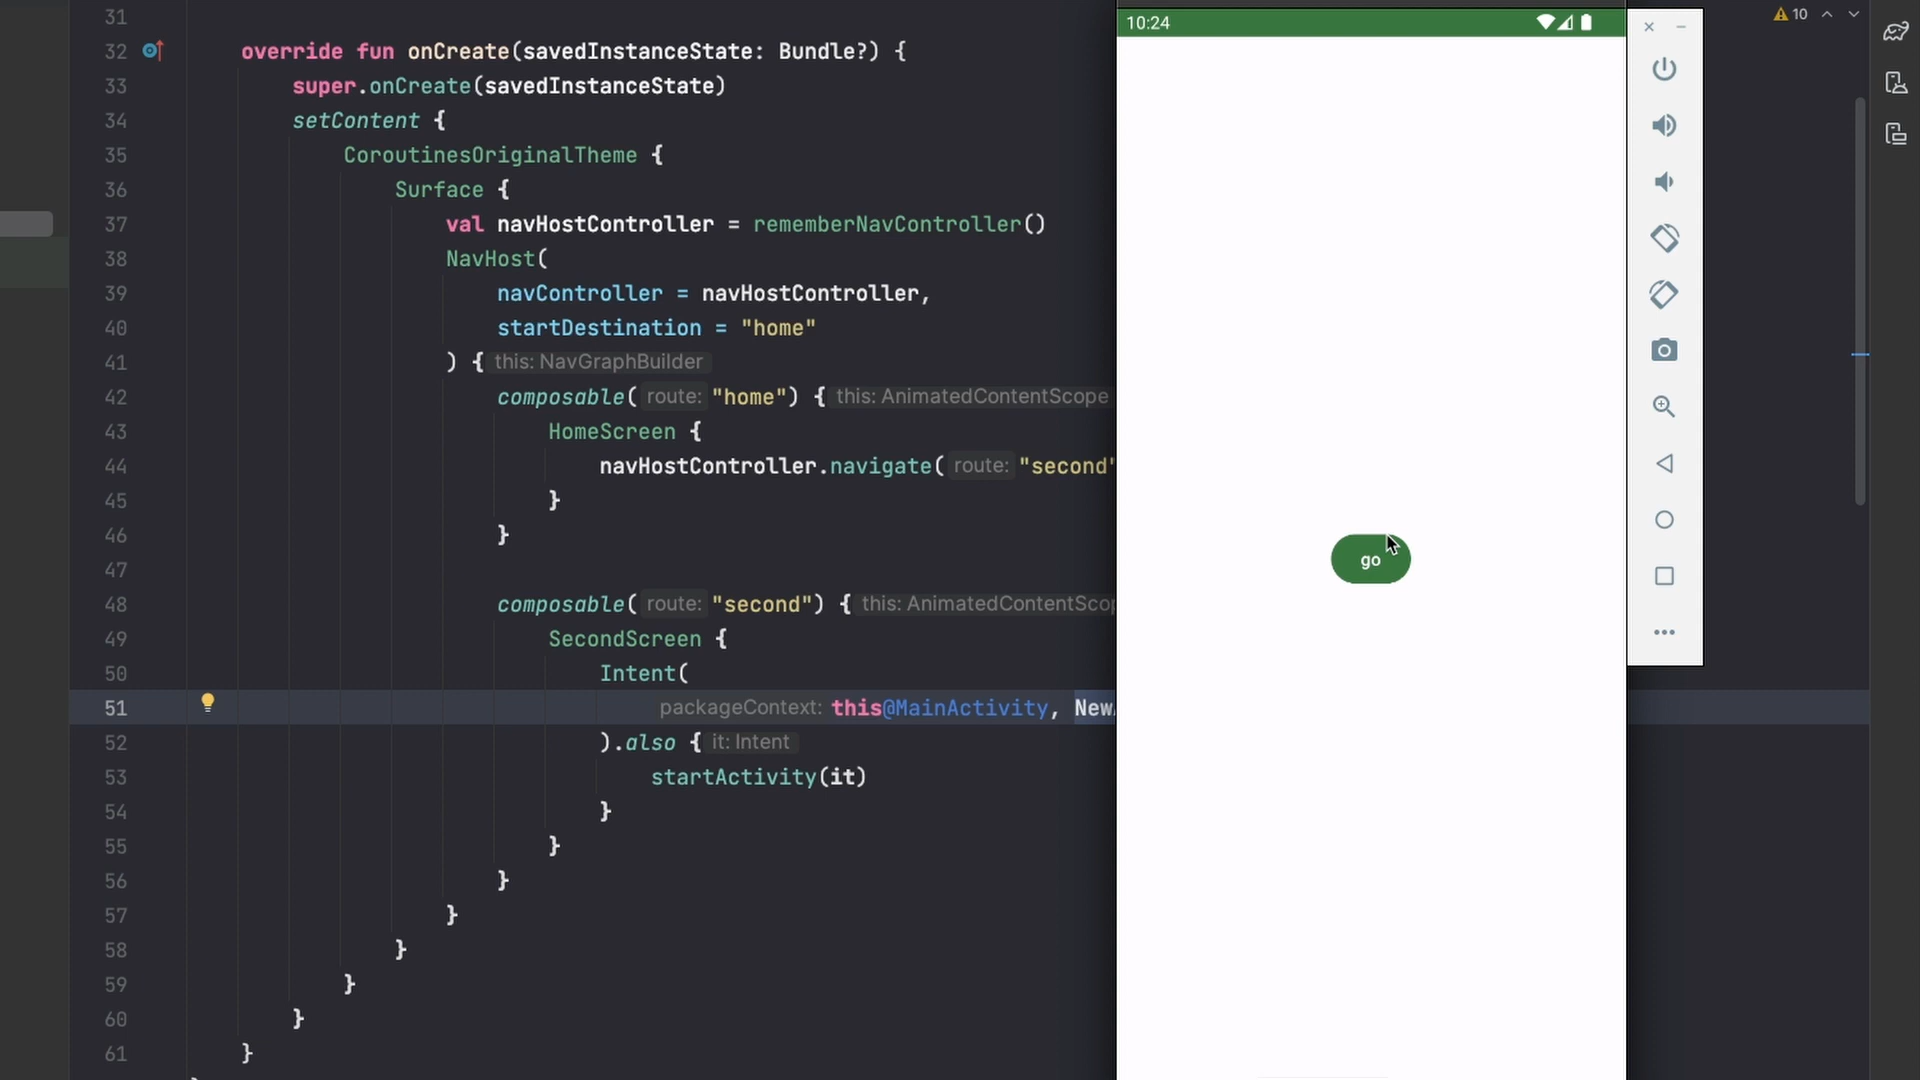 31
32 override fun onCreate(savedInstanceState: Bundle?) {
33 super.onCreate(savedInstanceState)
34 setContent {
35 CoroutinesOriginalTheme {
36 Surface {
37 val navHostController = rememberNavController()
38 NavHost(
39 navController = navHostController,
40 startDestination = "home"
41 ) { this: NavGraphBuilder
42 composable( route: "home") { this: AnimatedContentScope
43 HomeScreen {
44 navHostController.navigate( route: "second"
45 }
46 }
47
48 composable( route: "second") { this: AnimatedContentScop
49 SecondScreen {
50 Intent(
51 packageContext: this@MainActivity, New
52 ).also { it: Intent
53 startActivity(it)
54 }
55 }
56 }
57 }
58 }
59 }
60 }
61 }
10:24
go
10